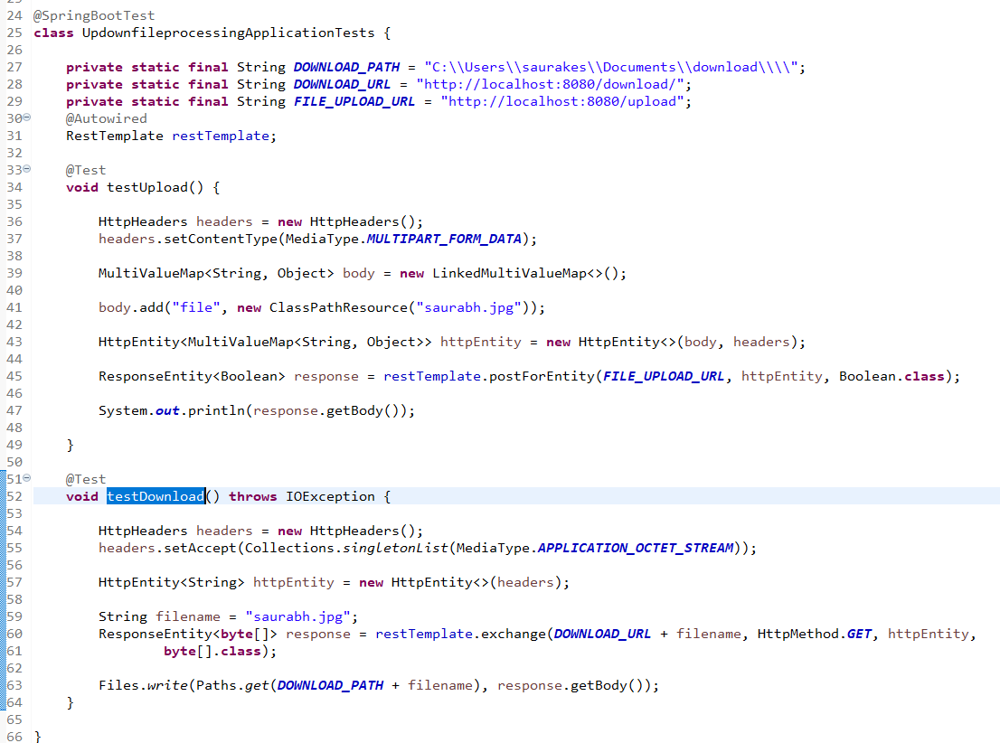 24 @SpringBootTest
25 class UpdownfileprocessingApplicationTests {
26
27     private static final String DOWNLOAD_PATH = "C:\\Users\\saurakes\\Documents\\download\\\\";
28     private static final String DOWNLOAD_URL = "http://localhost:8080/download/";
29     private static final String FILE_UPLOAD_URL = "http://localhost:8080/upload";
30     @Autowired
31     RestTemplate restTemplate;
32
33     @Test
34     void testUpload() {
35
36         HttpHeaders headers = new HttpHeaders();
37         headers.setContentType(MediaType.MULTIPART_FORM_DATA);
38
39         MultiValueMap<String, Object> body = new LinkedMultiValueMap<>();
40
41         body.add("file", new ClassPathResource("saurabh.jpg"));
42
43         HttpEntity<MultiValueMap<String, Object>> httpEntity = new HttpEntity<>(body, headers);
44
45         ResponseEntity<Boolean> response = restTemplate.postForEntity(FILE_UPLOAD_URL, httpEntity, Boolean.class);
46
47         System.out.println(response.getBody());
48
49     }
50
51     @Test
52     void testDownload() throws IOException {
53
54         HttpHeaders headers = new HttpHeaders();
55         headers.setAccept(Collections.singletonList(MediaType.APPLICATION_OCTET_STREAM));
56
57         HttpEntity<String> httpEntity = new HttpEntity<>(headers);
58
59         String filename = "saurabh.jpg";
60         ResponseEntity<byte[]> response = restTemplate.exchange(DOWNLOAD_URL + filename, HttpMethod.GET, httpEntity,
61                 byte[].class);
62
63         Files.write(Paths.get(DOWNLOAD_PATH + filename), response.getBody());
64     }
65
66 }